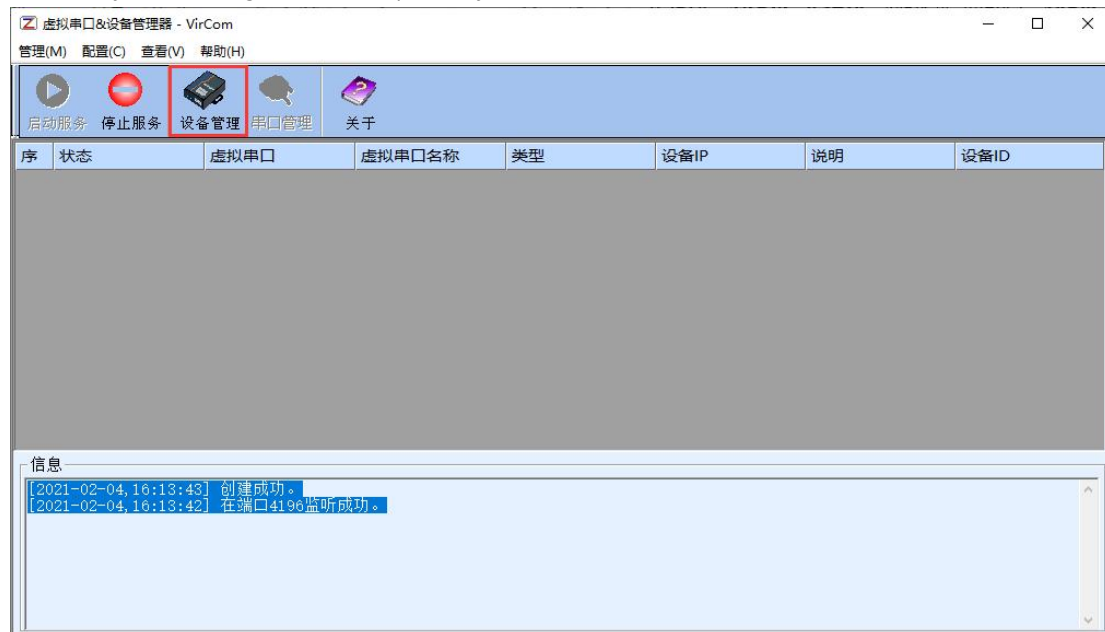 虚拟串口&设备管理器 - VirCom
管理(M) 配置(C) 查看(V) 帮助(H)
启动服务 停止服务 设备管理 串口管理 关于
序 状态 虚拟串口 虚拟串口名称 类型 设备IP 说明 设备ID
信息
[2021-02-04,16:13:43] 创建成功。
[2021-02-04,16:13:42] 在端口4196监听成功。